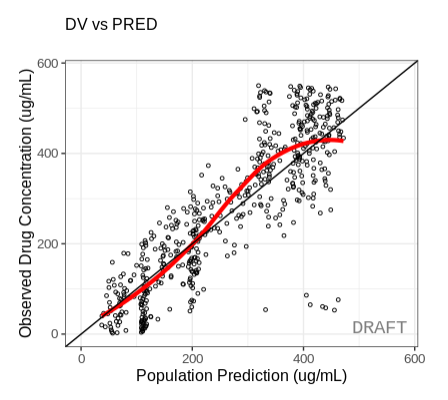 DV vs PRED
Observed Drug Concentration (ug/mL)
600
400
200
0
DRAFT
0
200
400
600
Population Prediction (ug/mL)